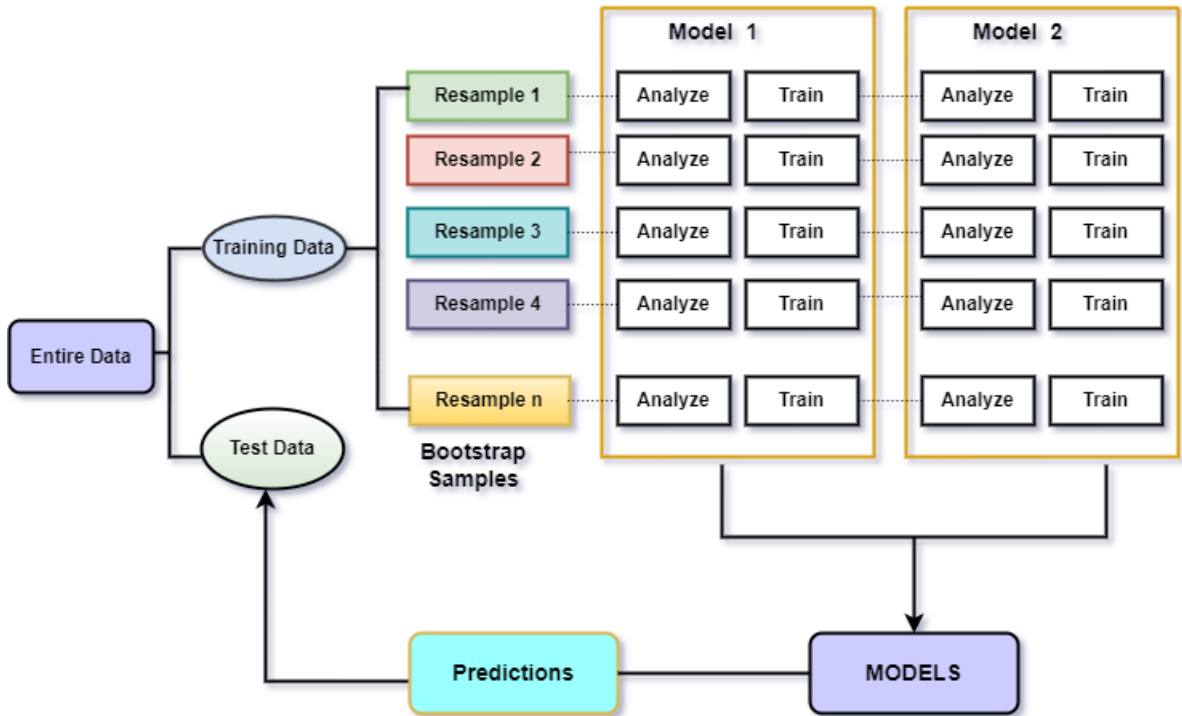 Model 1
Model 2
Resample 1
Analyze
Train
Analyze
Train
Resample 2
Analyze
Train
Analyze
Train
Resample 3
Analyze
Train
Analyze
Train
Training Data
Resample 4
Analyze
Train
Analyze
Train
Entire Data
Resample n
Analyze
Train
Analyze
Train
Test Data
Bootstrap
Samples
Predictions
MODELS